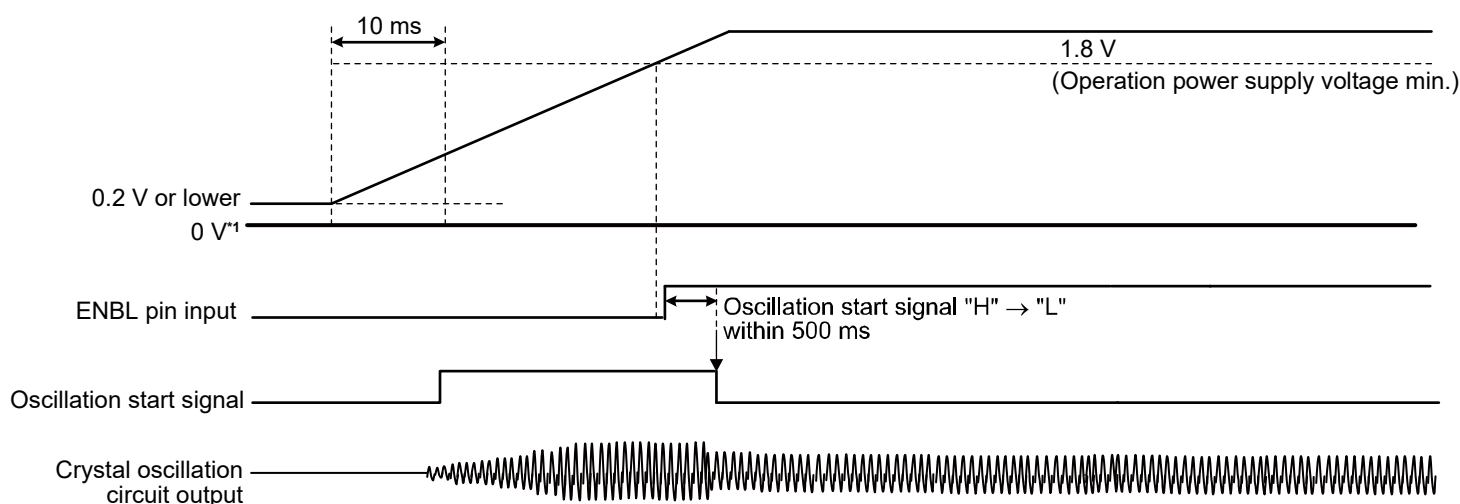 10 ms
1.8 V
(Operation power supply voltage min.)
0.2 V or lower
0 V*1
ENBL pin input
Oscillation start signal "H" → "L"
within 500 ms
Oscillation start signal
Crystal oscillation
circuit output